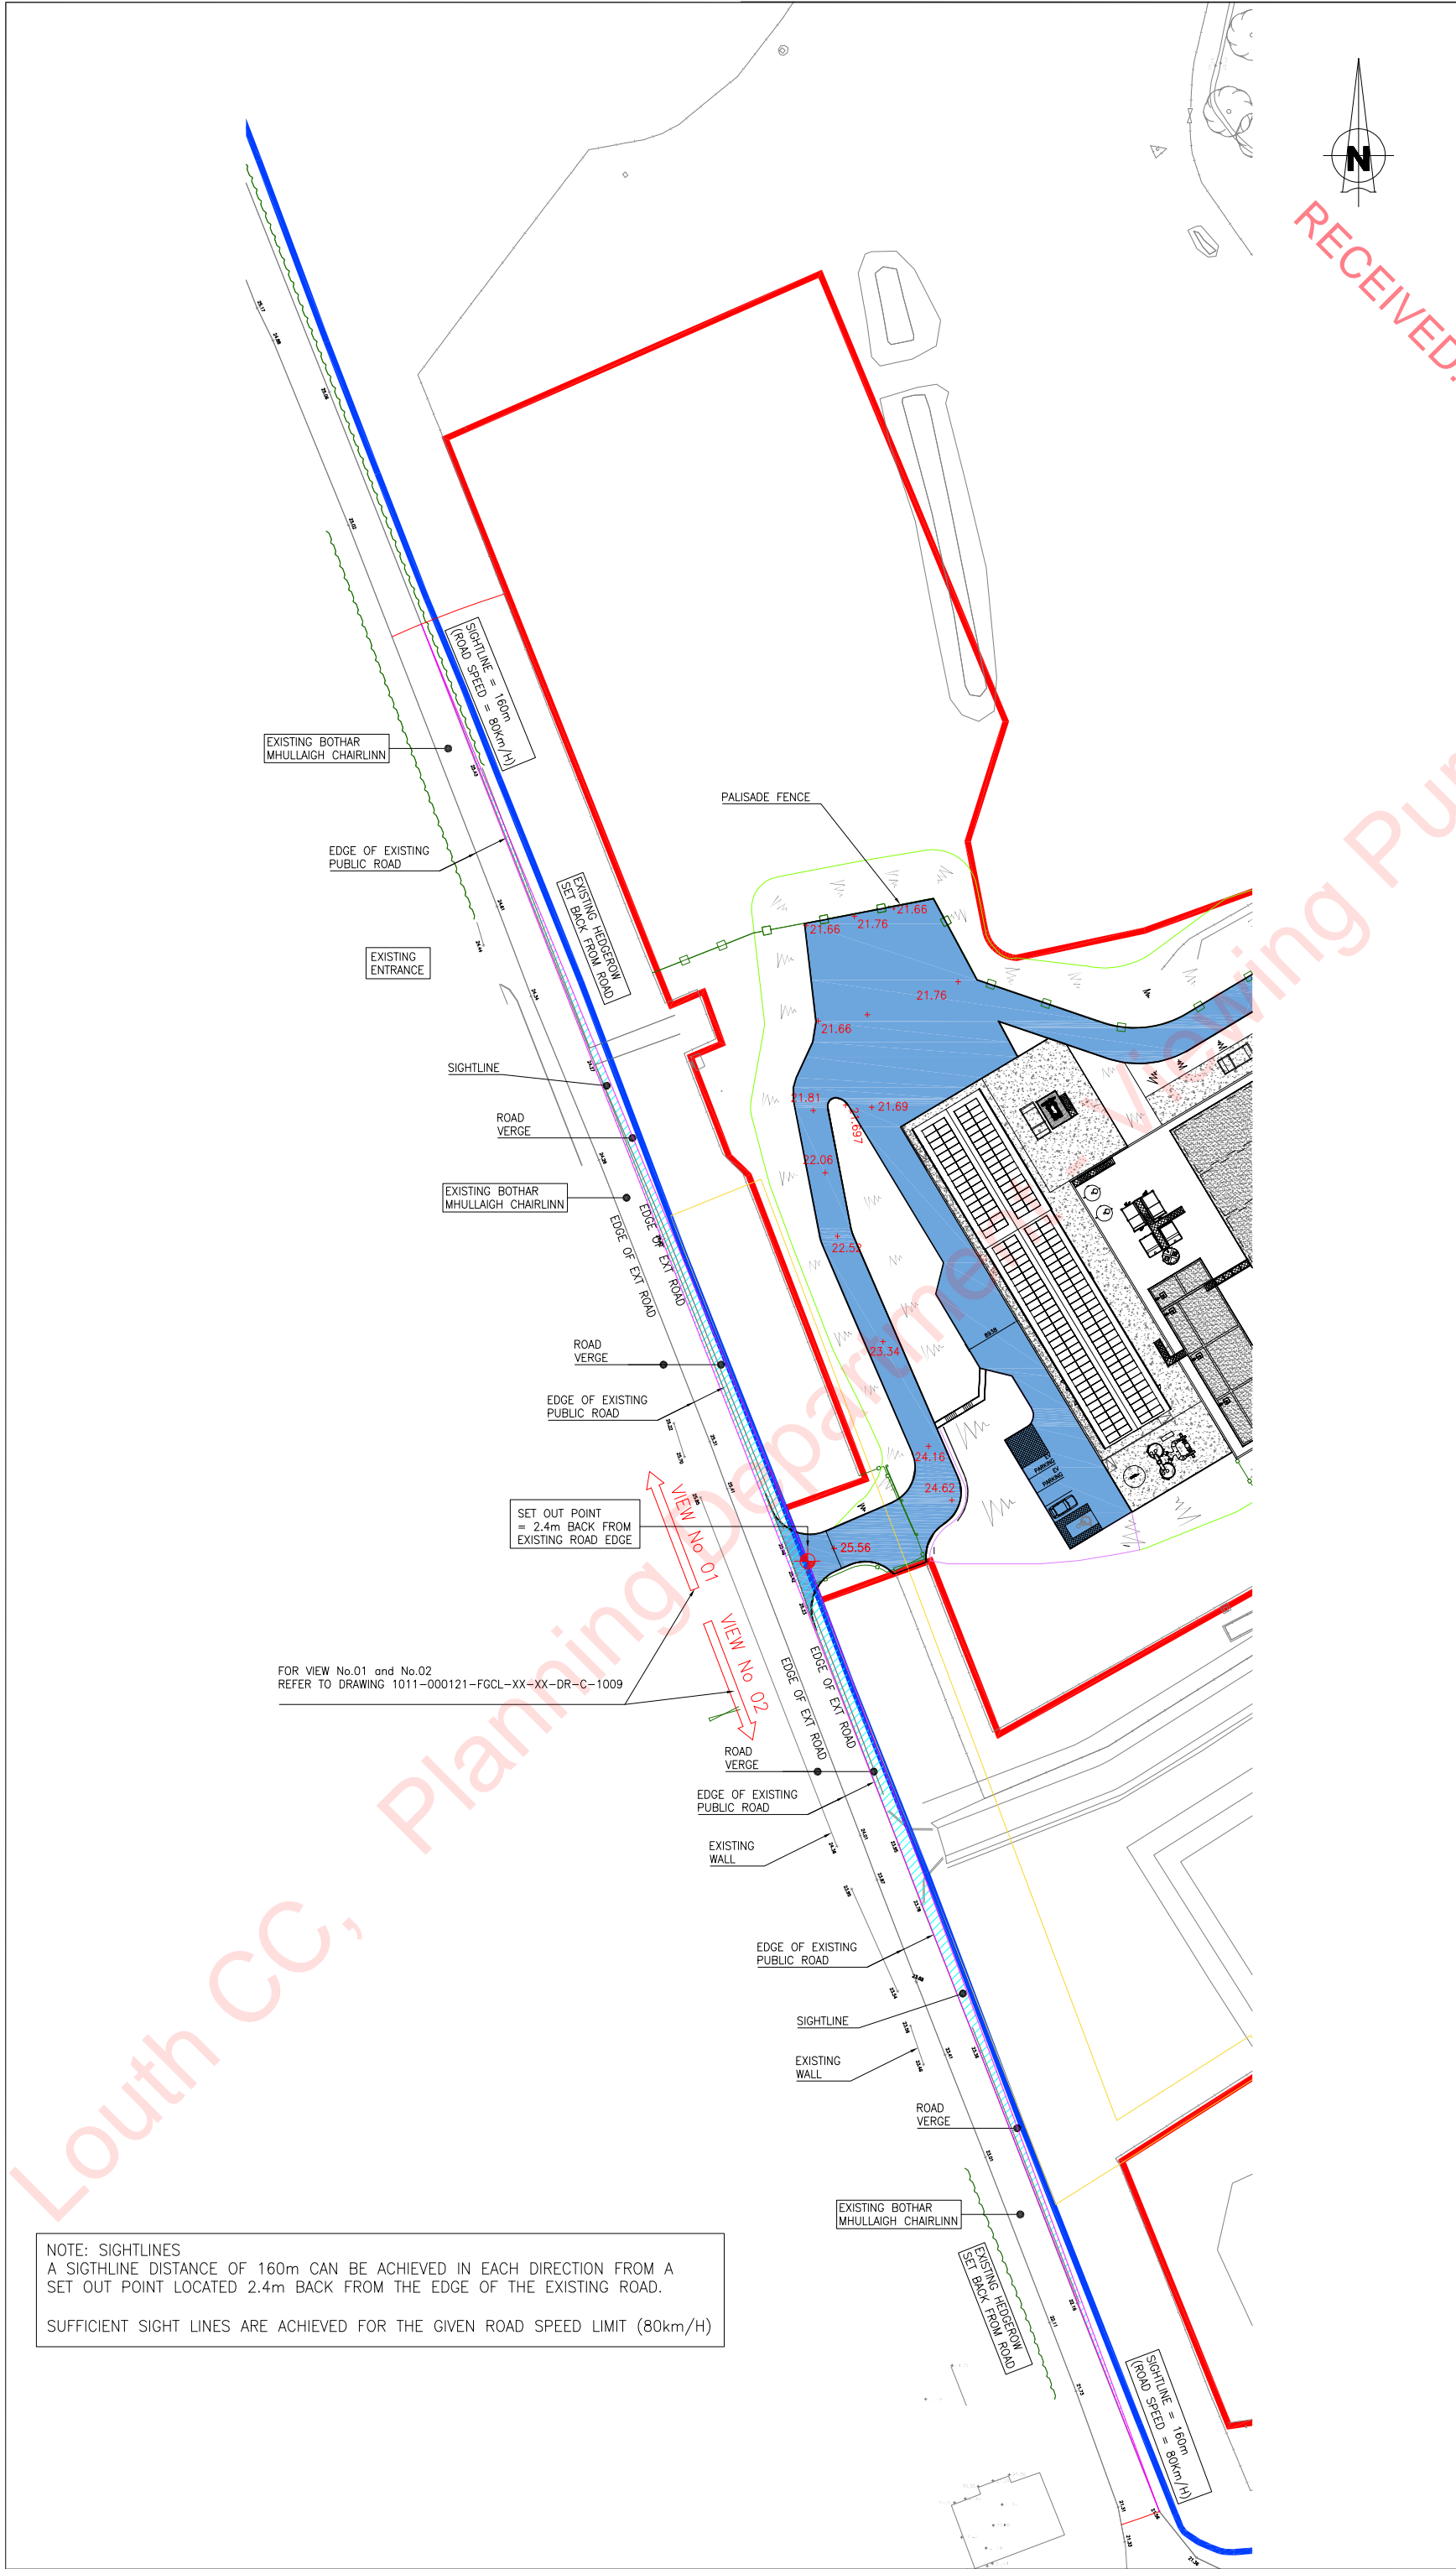 N
RECEIVED:
SIGHTLINE = 160m
(ROAD SPEED = 80Km/H)
EXISTING BOTHAR
MHULLAIGH CHAIRLINN
PALISADE FENCE
EDGE OF EXISTING
PUBLIC ROAD
EXISTING HEDGEROW
SET BACK FROM ROAD
21.66
21.76
21.66
EXISTING
ENTRANCE
21.76
21.66
SIGHTLINE
21.81
21.69
21.697
ROAD
VERGE
22.06
EXISTING BOTHAR
MHULLAIGH CHAIRLINN
EDGE OF EXT ROAD
EDGE OF EXT ROAD
22.52
ROAD
VERGE
23.34
EDGE OF EXISTING
PUBLIC ROAD
24.16
EV
PARKING
EV
PARKING
24.62
SET OUT POINT
= 2.4m BACK FROM
EXISTING ROAD EDGE
VIEW No 01
25.56
VIEW No 02
FOR VIEW No.01 and No.02
REFER TO DRAWING 1011-000121-FGCL-XX-XX-DR-C-1009
EDGE OF EXT ROAD
EDGE OF EXT ROAD
ROAD
VERGE
EDGE OF EXISTING
PUBLIC ROAD
EXISTING
WALL
EDGE OF EXISTING
PUBLIC ROAD
SIGHTLINE
EXISTING
WALL
ROAD
VERGE
EXISTING BOTHAR
MHULLAIGH CHAIRLINN
EXISTING HEDGEROW
SET BACK FROM ROAD
SIGHTLINE = 160m
(ROAD SPEED = 80Km/H)
NOTE: SIGHTLINES
A SIGTHLINE DISTANCE OF 160m CAN BE ACHIEVED IN EACH DIRECTION FROM A
SET OUT POINT LOCATED 2.4m BACK FROM THE EDGE OF THE EXISTING ROAD.
SUFFICIENT SIGHT LINES ARE ACHIEVED FOR THE GIVEN ROAD SPEED LIMIT (80km/H)
Louth CC, Planning Department - Viewing Pur